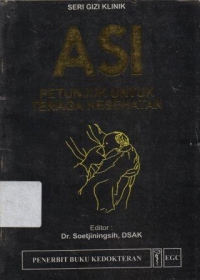 SERI GIZI KLINIK
ASI
PETUNJUK UNTUK
TENAGA KESEHATAN
Editor :
Dr. Soetjiningsih, DSAK
PENERBIT BUKU KEDOKTERAN
EGC